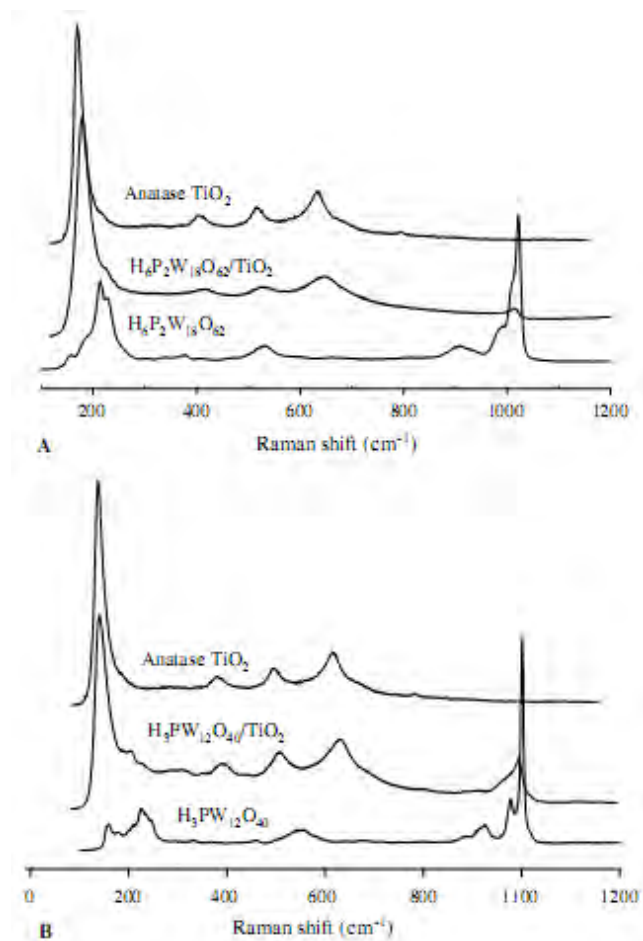 Anatase TiO₂
H₆P₂W₁₈O₆₂/TiO₂
H₆P₂W₁₈O₆₂
200 400 600 800 1000 1200
A
Raman shift (cm⁻¹)
Anatase TiO₂
H₃PW₁₂O₄₀/TiO₂
H₃PW₁₂O₄₀
0 200 400 600 800 1100 1200
B
Raman shift (cm⁻¹)